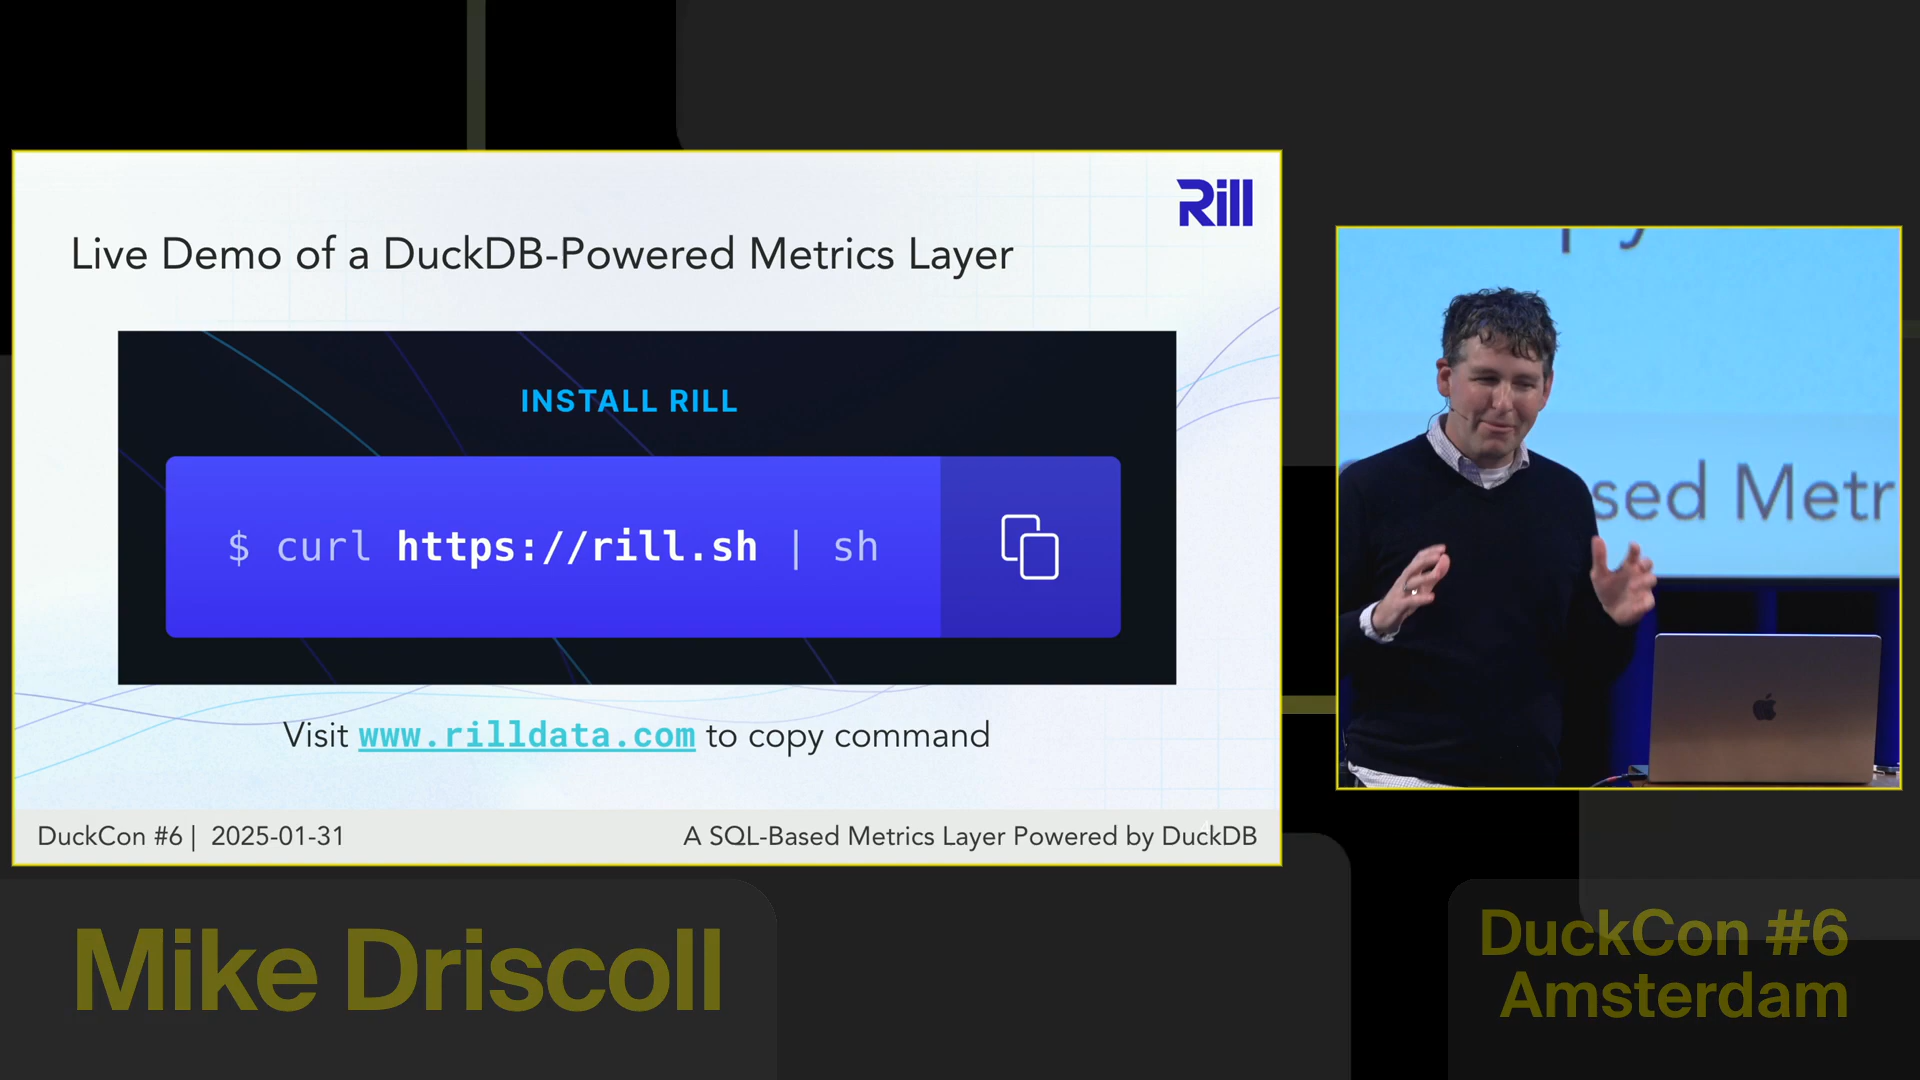 Rill
Live Demo of a DuckDB-Powered Metrics Layer
INSTALL RILL
$ curl https://rill.sh | sh
Visit www.rilldata.com to copy command
DuckCon #6 | 2025-01-31
A SQL-Based Metrics Layer Powered by DuckDB
sed Metr
Mike Driscoll
DuckCon #6
Amsterdam